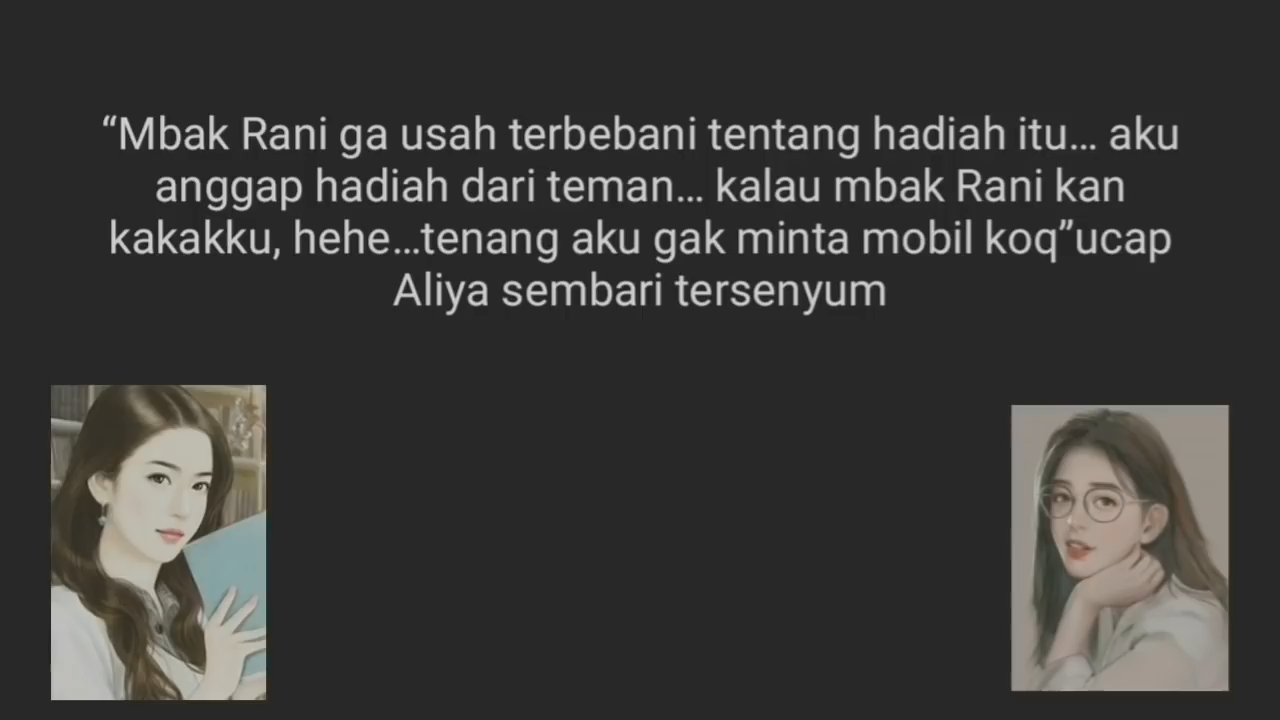 “Mbak Rani ga usah terbebani tentang hadiah itu… aku
anggap hadiah dari teman… kalau mbak Rani kan
kakakku, hehe…tenang aku gak minta mobil koq”ucap
Aliya sembari tersenyum